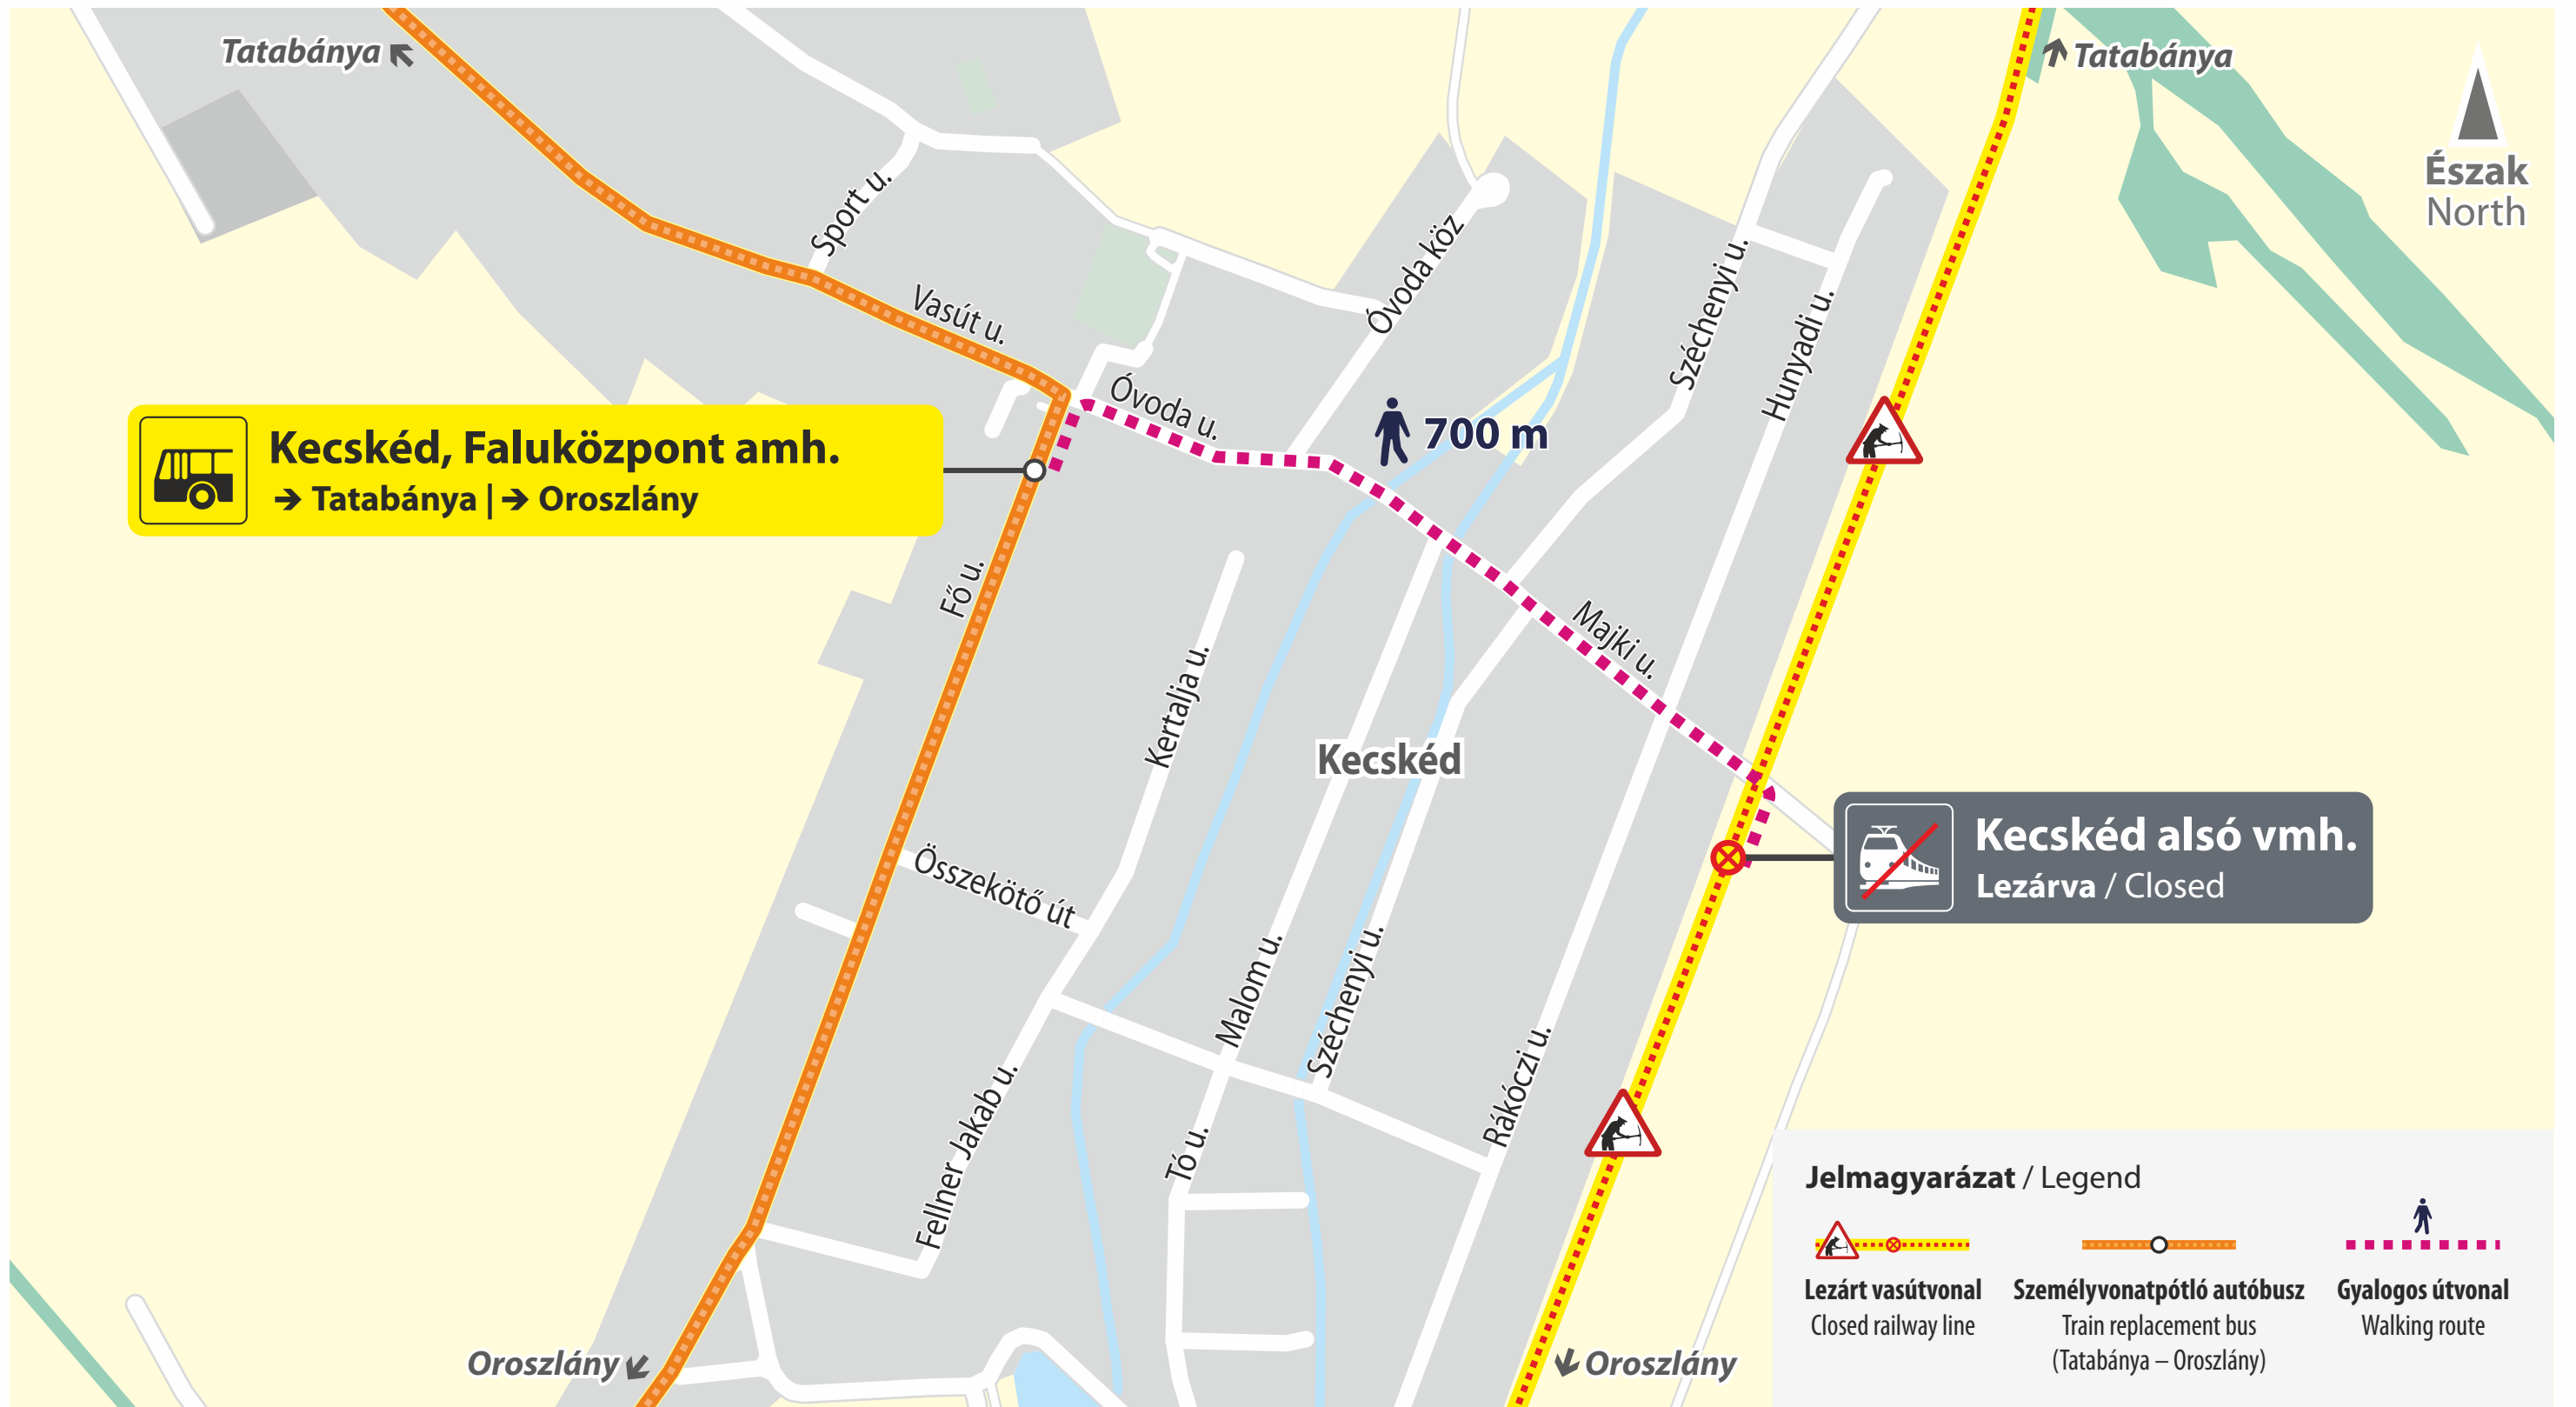 Tatabánya
Tatabánya
Észak
North
Sport u.
Vasút u.
Óvoda köz
Széchenyi u.
Hunyadi u.
Óvoda u.
700 m
Kecskéd, Faluközpont amh.
➔ Tatabánya | ➔ Oroszlány
Fő u.
Majki u.
Kertalja u.
Kecskéd
Kecskéd alsó vmh.
Lezárva / Closed
Összekötő út
Malom u.
Széchenyi u.
Rákóczi u.
Fellner Jakab u.
Tó u.
Oroszlány
Oroszlány
Jelmagyarázat / Legend
Lezárt vasútvonal
Closed railway line
Személyvonatpótló autóbusz
Train replacement bus
(Tatabánya – Oroszlány)
Gyalogos útvonal
Walking route